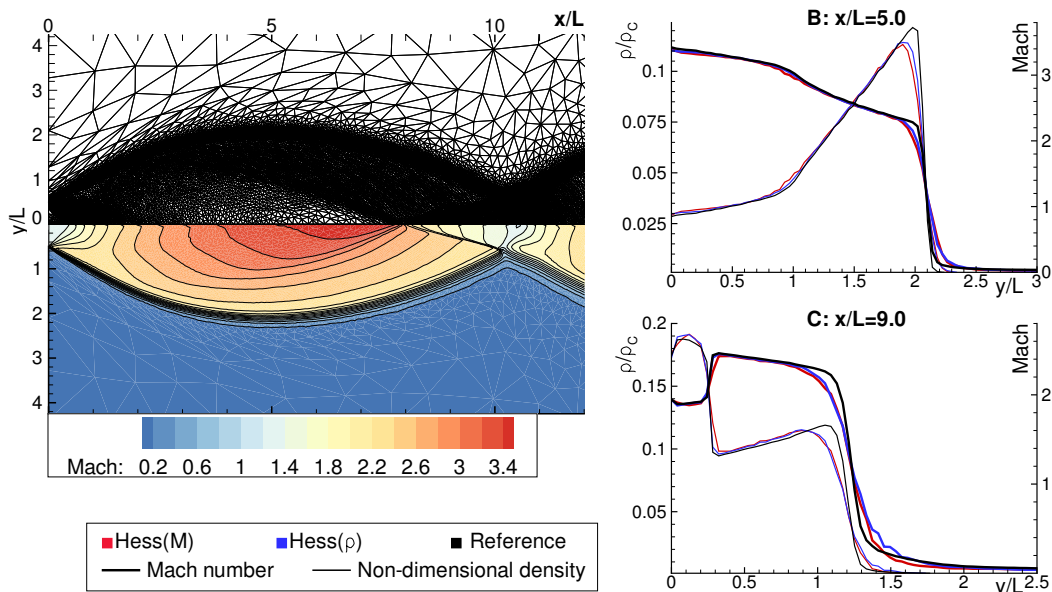 0 5 10 x/L
4
3
2
1
0
y/L
1
2
3
4
Mach: 0.2 0.6 1 1.4 1.8 2.2 2.6 3 3.4
Hess(M) Hess(ρ) Reference
Mach number Non-dimensional density
B: x/L=5.0
ρ/ρc
0.1
0.075
0.05
0.025
Mach
3
2
1
0
0 0.5 1 1.5 2 2.5 3
y/L
C: x/L=9.0
ρ/ρc
0.2
0.15
0.1
0.05
0
Mach
2
1
0 0.5 1 1.5 2 2.5
y/L